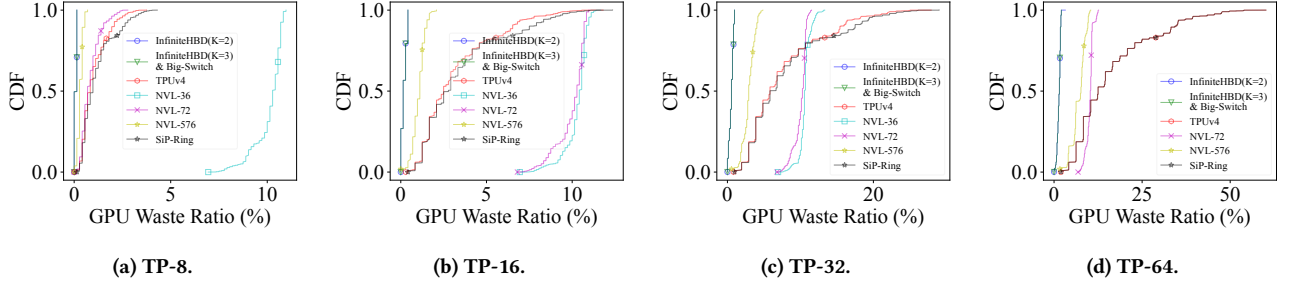 CDF
1.0
0.5
0.0
InfiniteHBD(K=2)
InfiniteHBD(K=3)
& Big-Switch
TPUv4
NVL-36
NVL-72
NVL-576
SiP-Ring
0 5 10
GPU Waste Ratio (%)
(a) TP-8.
CDF
1.0
0.5
0.0
InfiniteHBD(K=2)
InfiniteHBD(K=3)
& Big-Switch
TPUv4
NVL-36
NVL-72
NVL-576
SiP-Ring
0 5 10
GPU Waste Ratio (%)
(b) TP-16.
CDF
1.0
0.5
0.0
InfiniteHBD(K=2)
InfiniteHBD(K=3)
& Big-Switch
TPUv4
NVL-36
NVL-72
NVL-576
SiP-Ring
0 10 20
GPU Waste Ratio (%)
(c) TP-32.
CDF
1.0
0.5
0.0
InfiniteHBD(K=2)
InfiniteHBD(K=3)
& Big-Switch
TPUv4
NVL-72
NVL-576
SiP-Ring
0 25 50
GPU Waste Ratio (%)
(d) TP-64.